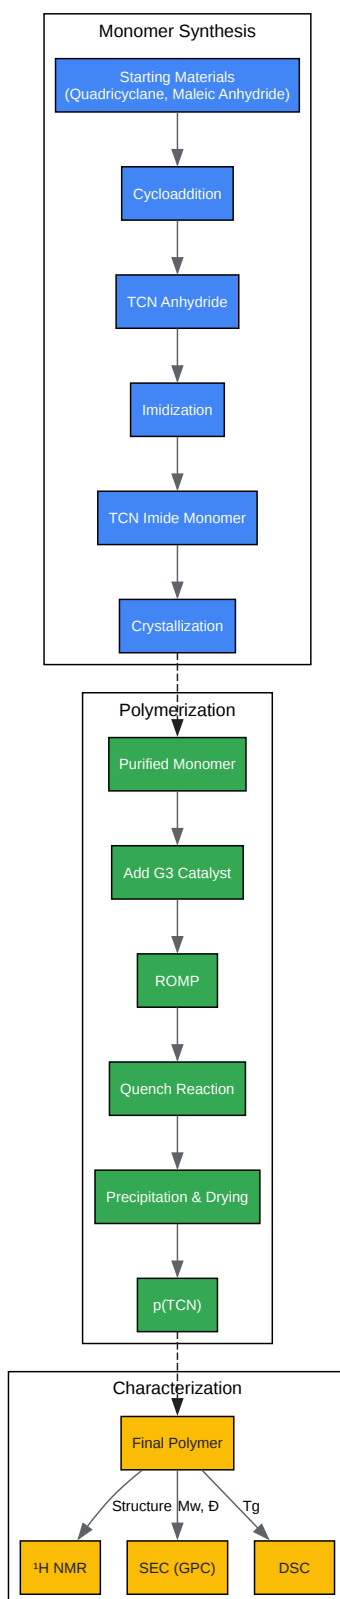 Monomer Synthesis
Starting Materials
(Quadricyclane, Maleic Anhydride)
Cycloaddition
TCN Anhydride
Imidization
TCN Imide Monomer
Crystallization
Polymerization
Purified Monomer
Add G3 Catalyst
ROMP
Quench Reaction
Precipitation & Drying
p(TCN)
Characterization
Final Polymer
Structure
Mw, Đ
Tg
¹H NMR
SEC (GPC)
DSC